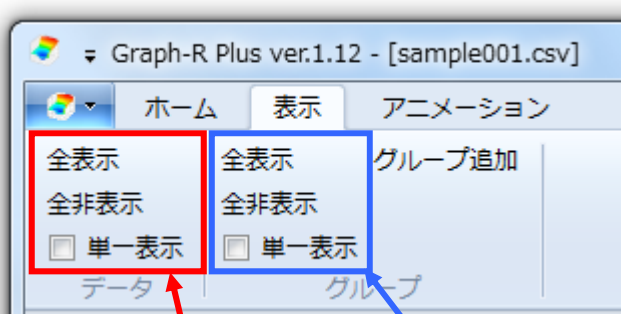 Graph-R Plus ver.1.12 - [sample001.csv]
ホーム 表示 アニメーション
全表示 全表示 グループ追加
全非表示 全非表示
単一表示 単一表示
データ グループ